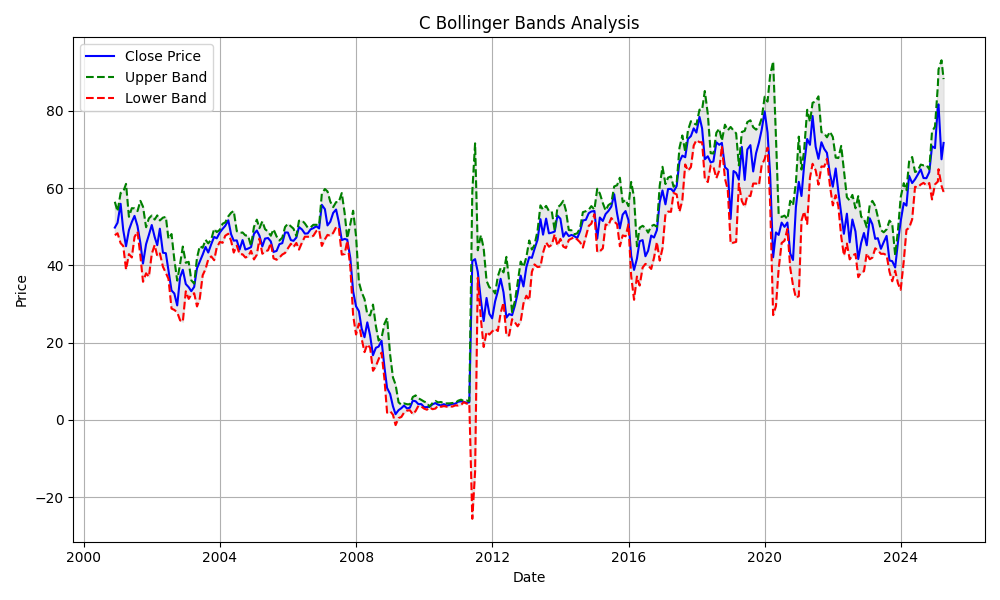 C Bollinger Bands Analysis
Close Price
Upper Band
Lower Band
80
60
40
20
0
−20
Price
2000 2004 2008 2012 2016 2020 2024
Date